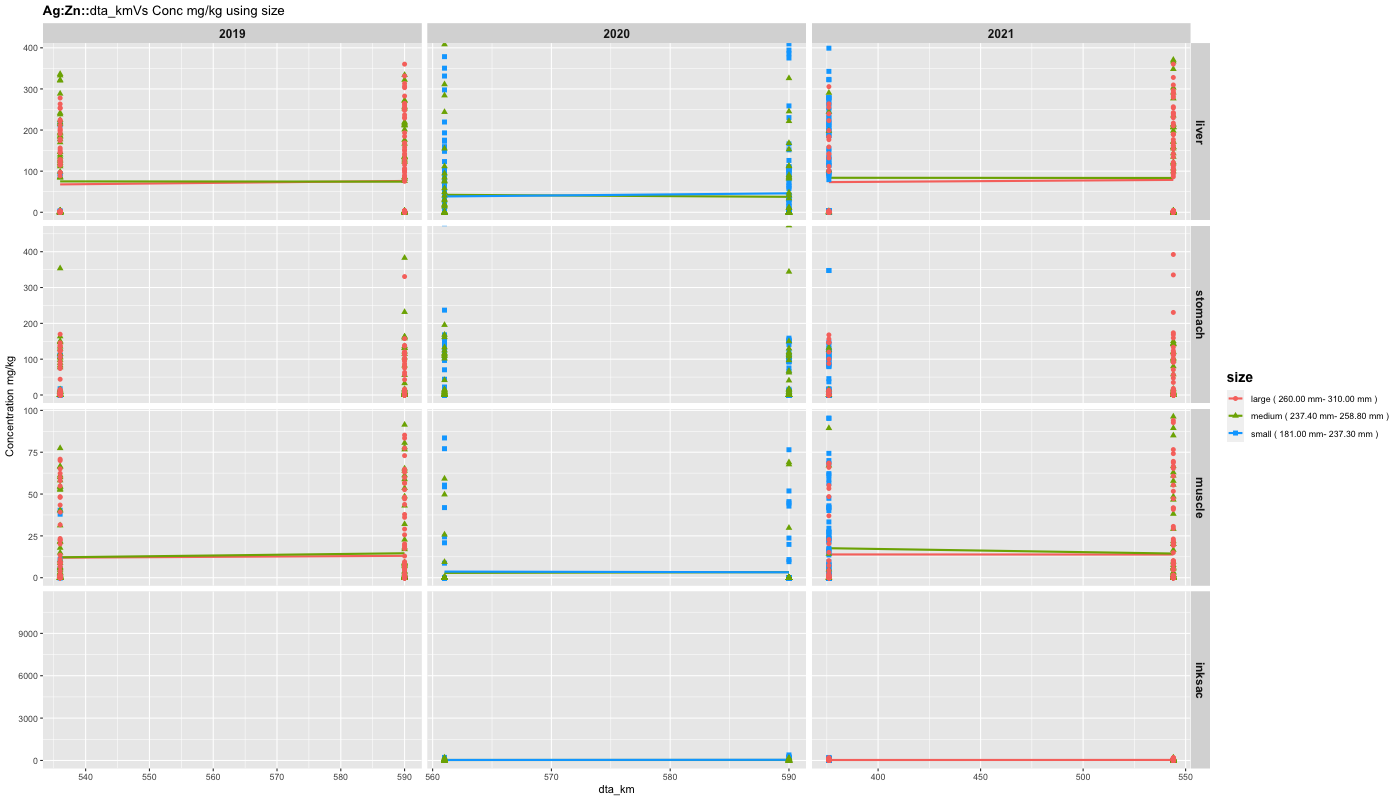 Ag:Zn::dta_kmVs Conc mg/kg using size
2019 2020 2021
400
300
200
100
0
liver
400
300
200
100
0
stomach
100
75
50
25
0
muscle
9000
6000
3000
0
inksac
540 550 560 570 580 590 560 570 580 590 400 450 500 550
dta_km
Concentration mg/kg
size
large ( 260.00 mm- 310.00 mm )
medium ( 237.40 mm- 258.80 mm )
small ( 181.00 mm- 237.30 mm )